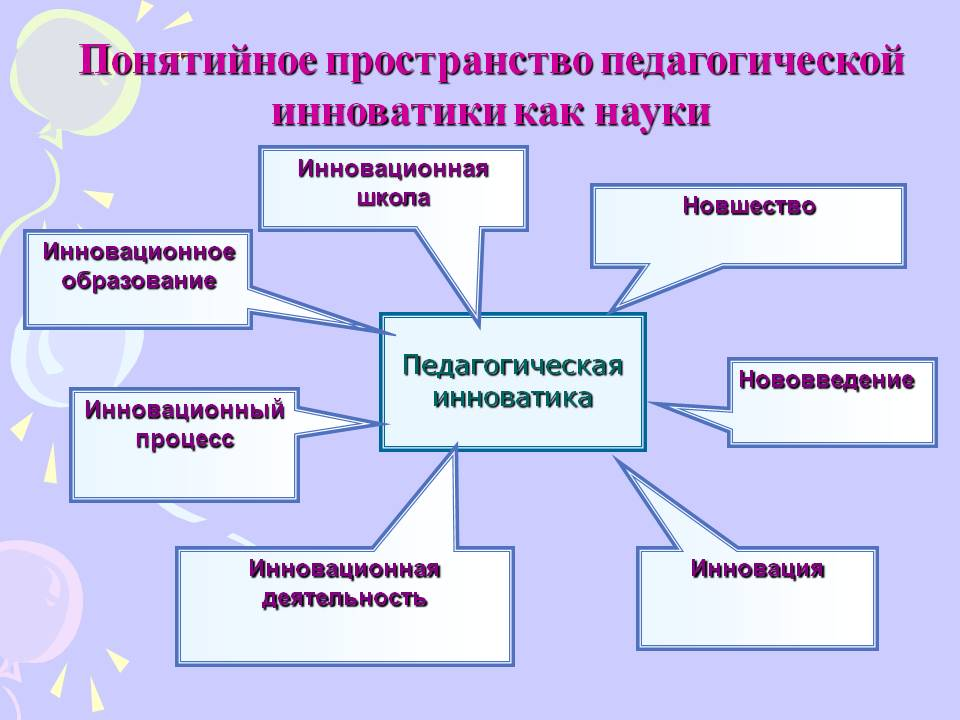 Понятийное пространство педагогической
инноватики как науки
Инновационная
школа
Новшество
Инновационное
образование
Педагогическая
инноватика
Нововведение
Инновационный
процесс
Инновационная
деятельность
Инновация